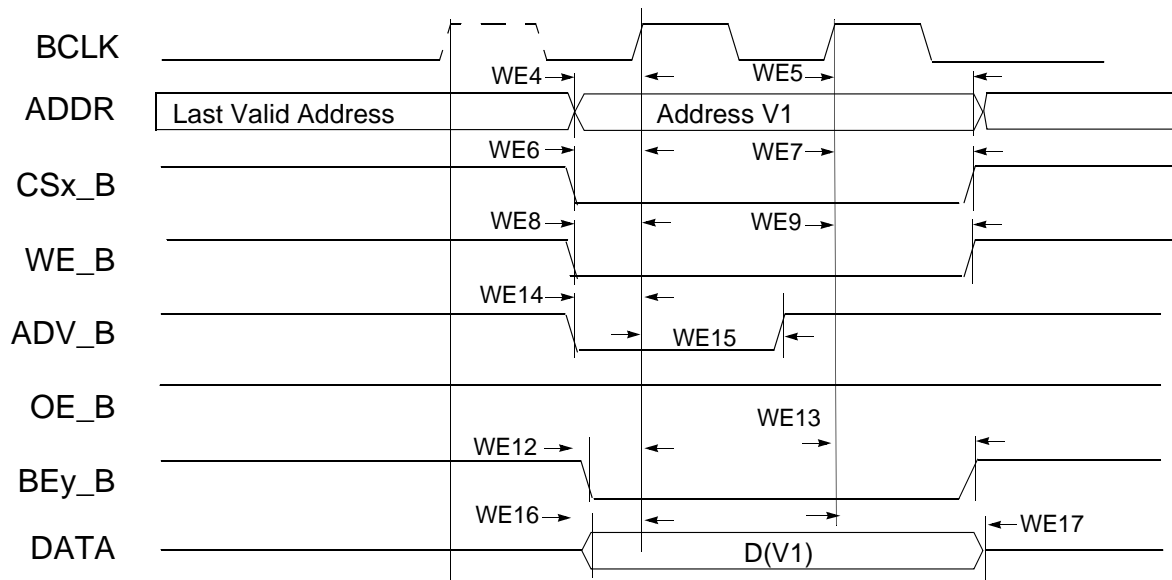 BCLK
WE4 WE5
ADDR Last Valid Address Address V1
WE6 WE7
CSx_B
WE8 WE9
WE_B
WE14
ADV_B WE15
OE_B
WE13
WE12
BEy_B
WE16 WE17
DATA D(V1)